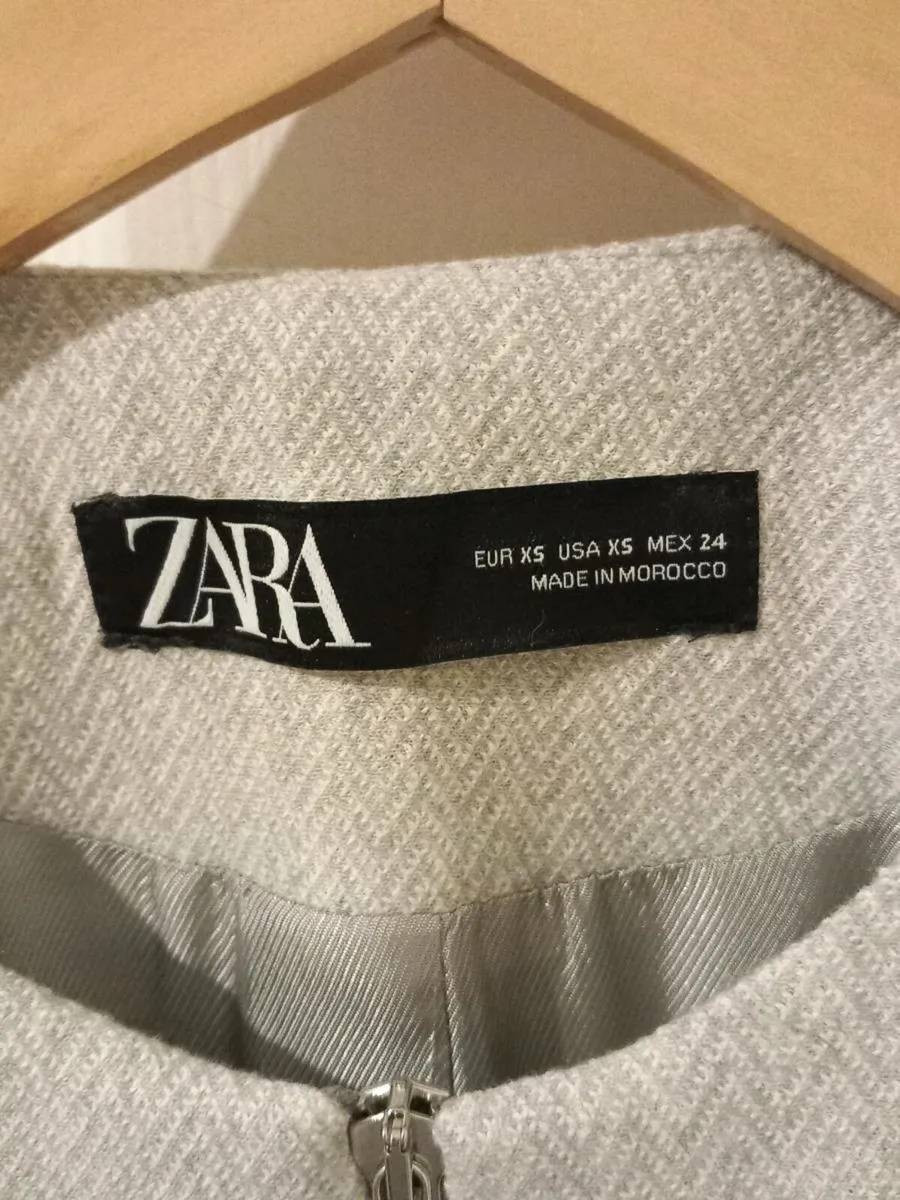 ZARA
EUR XS USA XS MEX 24
MADE IN MOROCCO